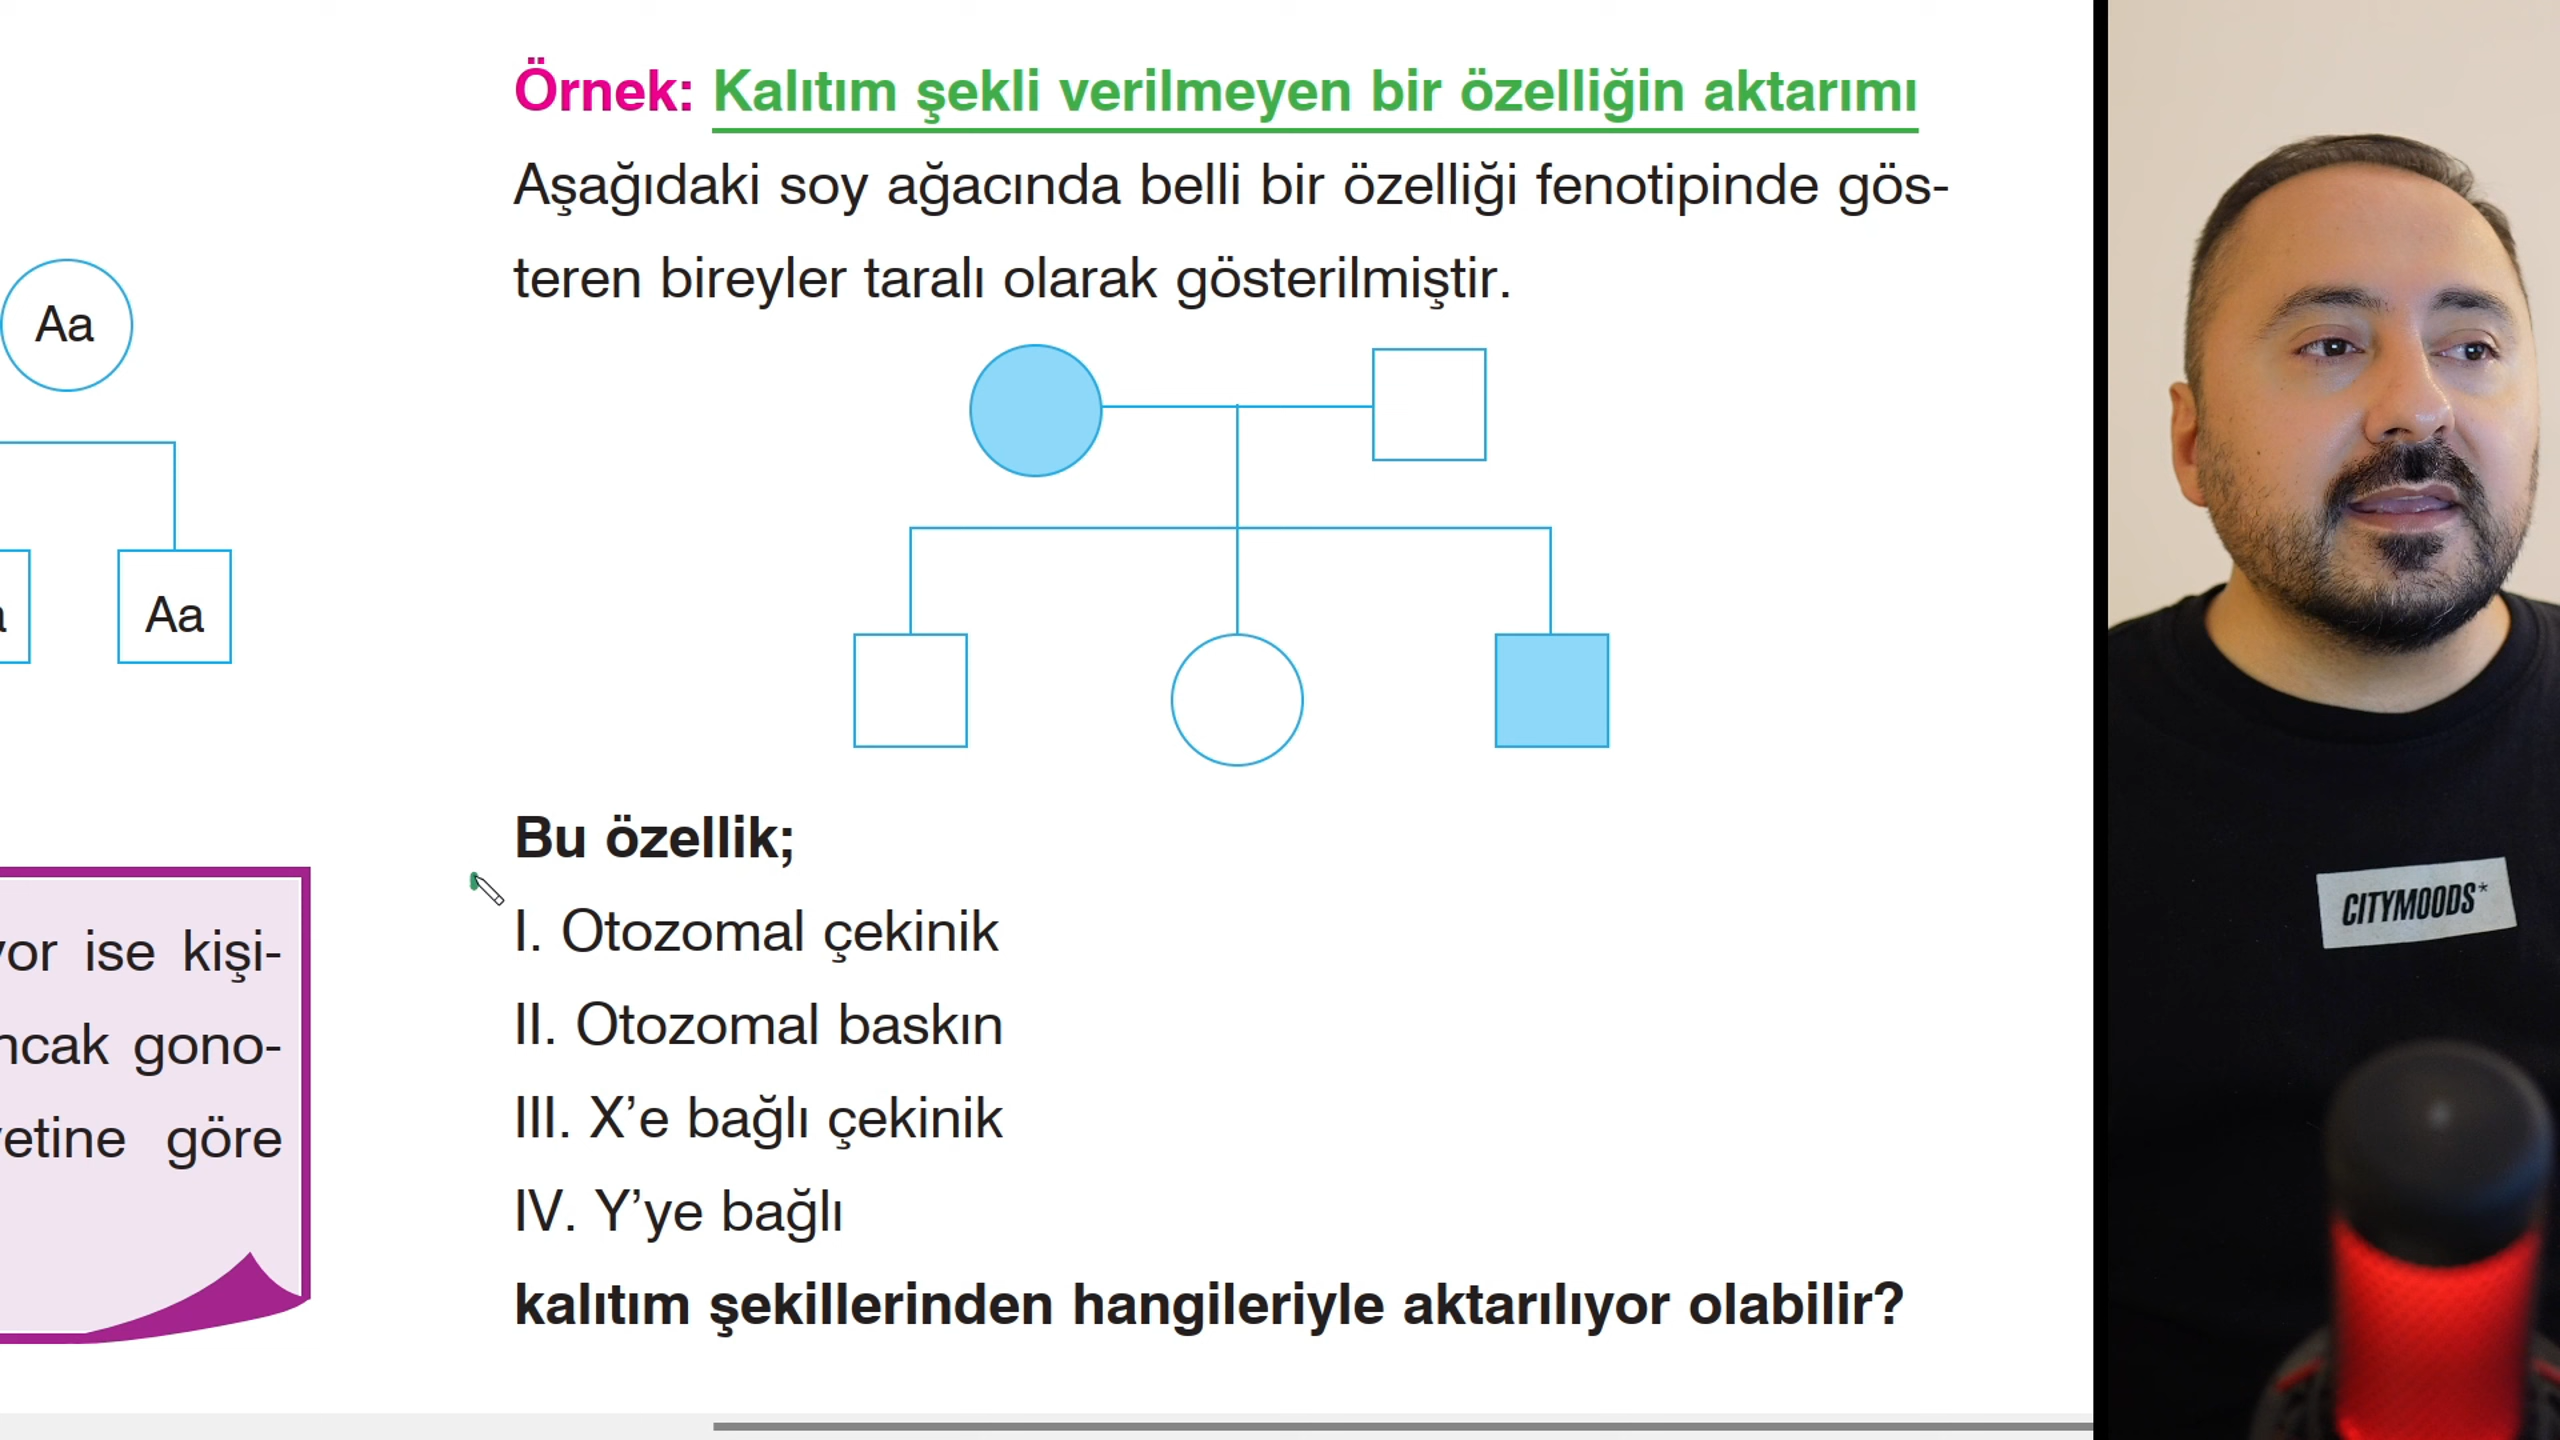 Örnek: Kalıtım şekli verilmeyen bir özelliğin aktarımı
Aşağıdaki soy ağacında belli bir özelliği fenotipinde gös-
teren bireyler taralı olarak gösterilmiştir.
Aa
Aa
Bu özellik;
I. Otozomal çekinik
II. Otozomal baskın
III. X’e bağlı çekinik
IV. Y’ye bağlı
kalıtım şekillerinden hangileriyle aktarılıyor olabilir?
ise kişi-
gono-
göre
CITYMOODS*